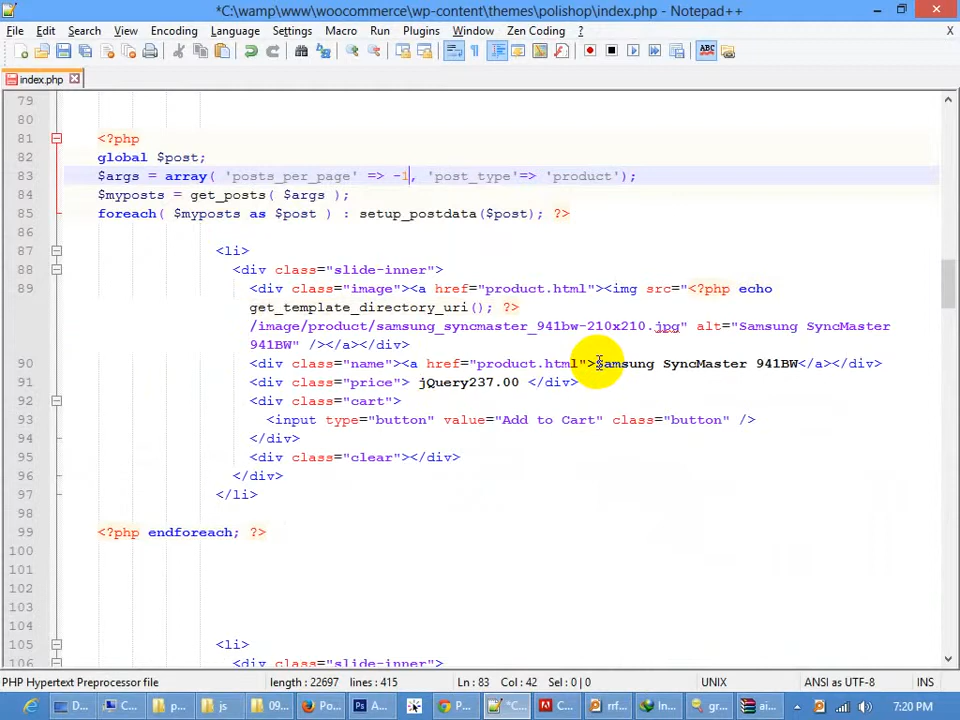 *C:\wamp\www\woocommerce\wp-content\themes\polishop\index.php - Notepad++
File Edit Search View Encoding Language Settings Macro Run Plugins Window Zen Coding ? X
index.php
79
80
81 <?php
82 global $post;
83 $args = array( 'posts_per_page' => -1, 'post_type'=> 'product');
84 $myposts = get_posts( $args );
85 foreach( $myposts as $post ) : setup_postdata($post); ?>
86
87 <li>
88 <div class="slide-inner">
89 <div class="image"><a href="product.html"><img src="<?php echo
get_template_directory_uri(); ?>
/image/product/samsung_syncmaster_941bw-210x210.jpg" alt="Samsung SyncMaster
941BW" /></a></div>
90 <div class="name"><a href="product.html">Samsung SyncMaster 941BW</a></div>
91 <div class="price"> jQuery237.00 </div>
92 <div class="cart">
93 <input type="button" value="Add to Cart" class="button" />
94 </div>
95 <div class="clear"></div>
96 </div>
97 </li>
98
99 <?php endforeach; ?>
100
101
102
103
104
105 <li>
106 <div class="slide-inner">
PHP Hypertext Preprocessor file length : 22697 lines : 415 Ln : 83 Col : 42 Sel : 0 | 0 UNIX ANSI as UTF-8 INS
D... C... p... js 09... Po... A... P... *C... C... rrf... In... gr... ai... 7:20 PM